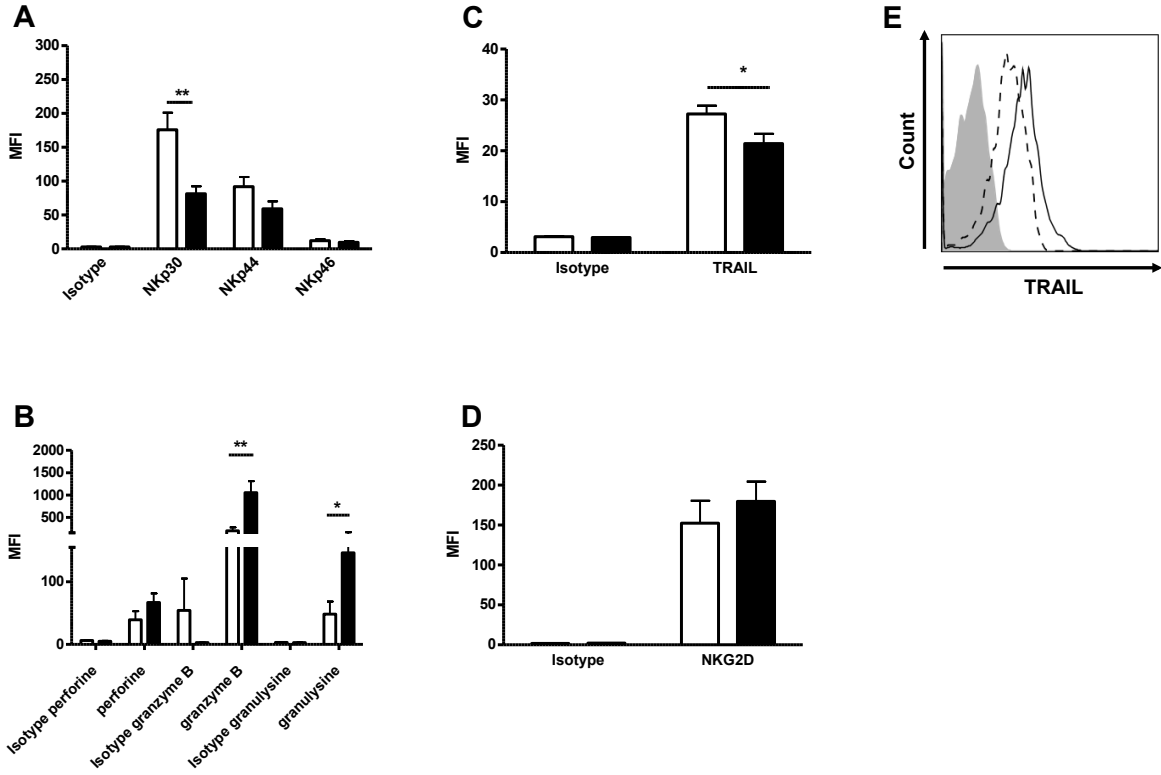 A
300
250
200
150
100
50
0
MFI
**
Isotype
NKp30
NKp44
NKp46
C
40
30
20
10
0
MFI
*
Isotype
TRAIL
E
Count
TRAIL
B
2000
1500
1000
500
100
0
MFI
**
*
Isotype perforine
perforine
Isotype granzyme B
granzyme B
Isotype granulysine
granulysine
D
250
200
150
100
50
0
MFI
Isotype
NKG2D